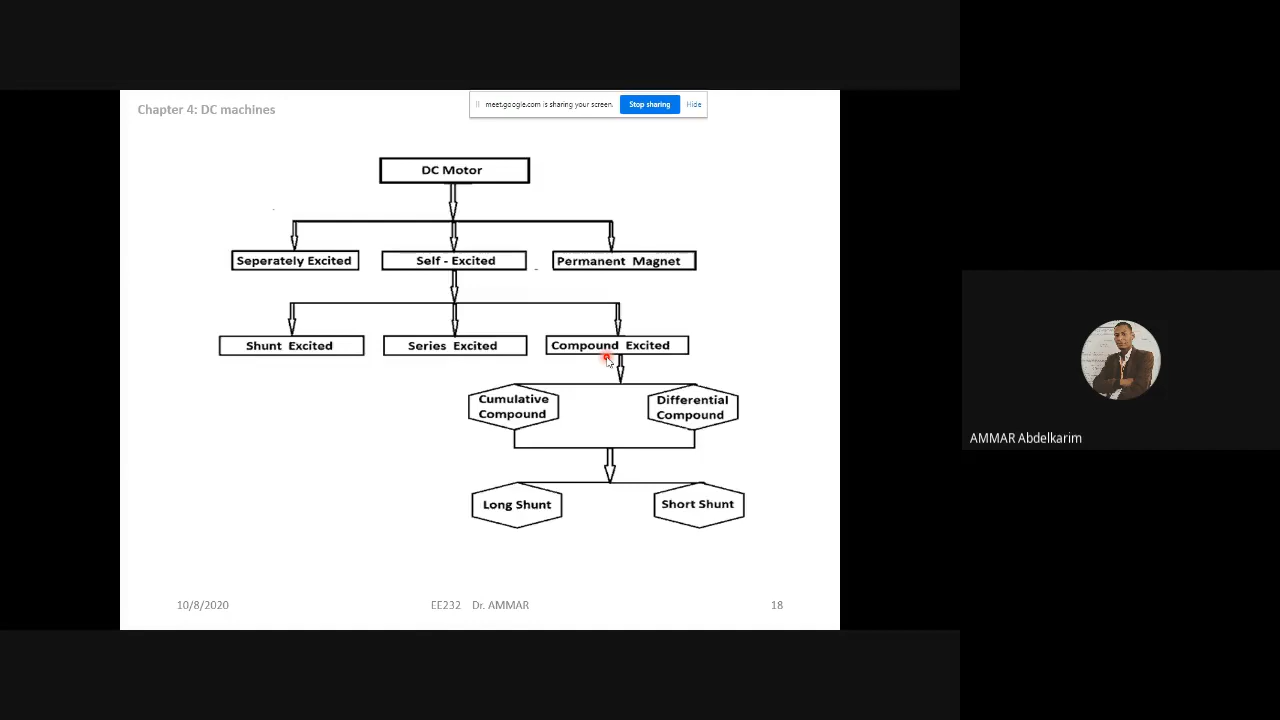 Chapter 4: DC machines
meet.google.com is sharing your screen.
Stop sharing
Hide
DC Motor
Seperately Excited
Self - Excited
Permanent Magnet
Shunt Excited
Series Excited
Compound Excited
Cumulative
Compound
Differential
Compound
Long Shunt
Short Shunt
AMMAR Abdelkarim
10/8/2020
EE232 Dr. AMMAR
18